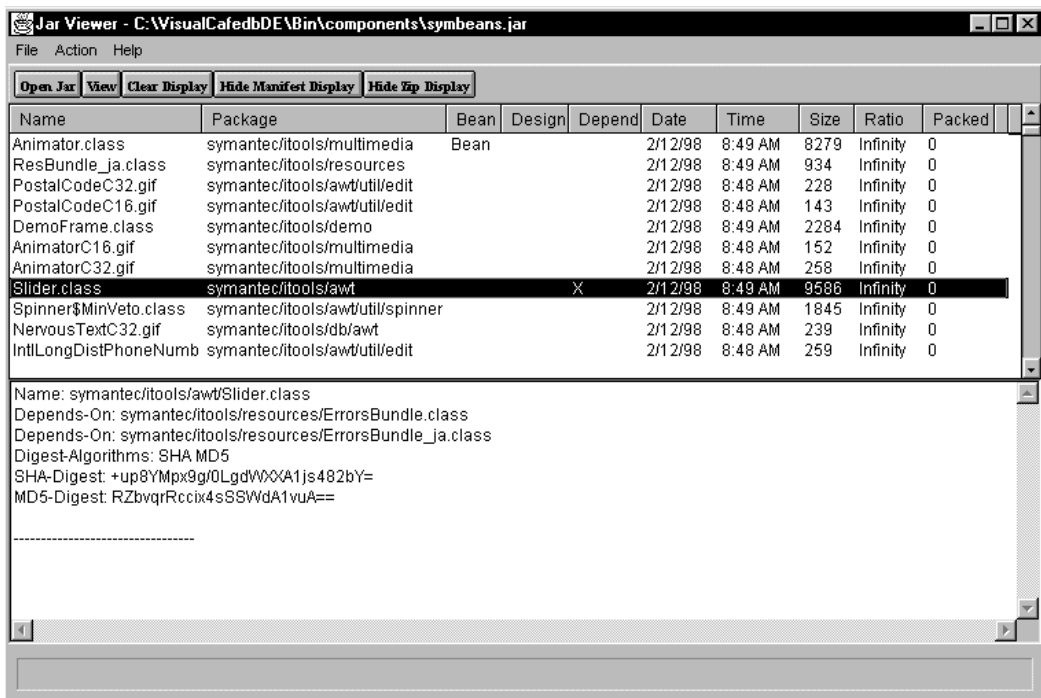 Jar Viewer - C:\VisualCafedbDE\Bin\components\symbeans.jar
File Action Help
Open Jar View Clear Display Hide Manifest Display Hide Zip Display
Name Package Bean Design Depend Date Time Size Ratio Packed
Animator.class symantec/itools/multimedia Bean 2/12/98 8:49 AM 8279 Infinity 0
ResBundle_ja.class symantec/itools/resources 2/12/98 8:49 AM 934 Infinity 0
PostalCodeC32.gif symantec/itools/awt/util/edit 2/12/98 8:48 AM 228 Infinity 0
PostalCodeC16.gif symantec/itools/awt/util/edit 2/12/98 8:48 AM 143 Infinity 0
DemoFrame.class symantec/itools/demo 2/12/98 8:49 AM 2284 Infinity 0
AnimatorC16.gif symantec/itools/multimedia 2/12/98 8:48 AM 152 Infinity 0
AnimatorC32.gif symantec/itools/multimedia 2/12/98 8:48 AM 258 Infinity 0
Slider.class symantec/itools/awt X 2/12/98 8:49 AM 9586 Infinity 0
Spinner$MinVeto.class symantec/itools/awt/util/spinner 2/12/98 8:49 AM 1845 Infinity 0
NervousTextC32.gif symantec/itools/db/awt 2/12/98 8:48 AM 239 Infinity 0
IntlLongDistPhoneNumb symantec/itools/awt/util/edit 2/12/98 8:48 AM 259 Infinity 0
Name: symantec/itools/awt/Slider.class
Depends-On: symantec/itools/resources/ErrorsBundle.class
Depends-On: symantec/itools/resources/ErrorsBundle_ja.class
Digest-Algorithms: SHA MD5
SHA-Digest: +up8YMpx9g/0LgdWXXA1js482bY=
MD5-Digest: RZbvqrRccix4sSSWdA1vuA==
---------------------------------